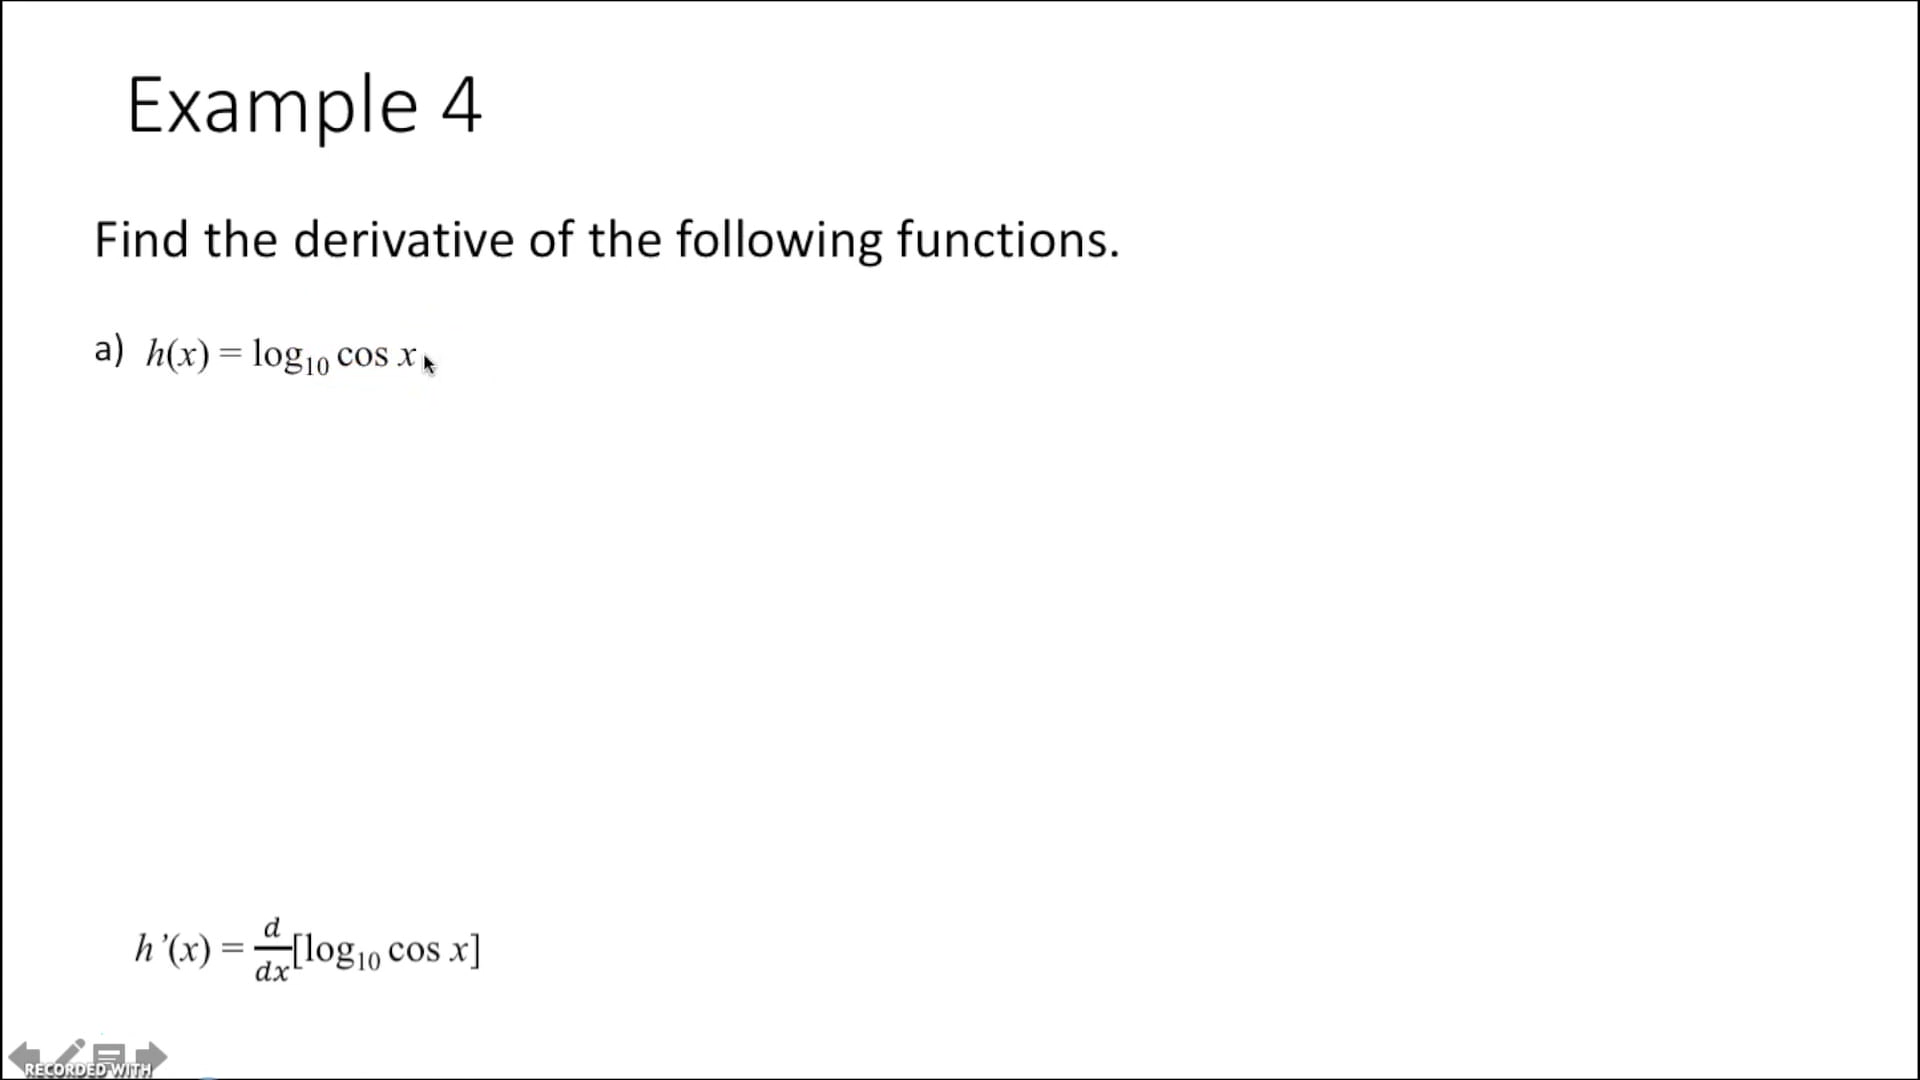 Example 4
Find the derivative of the following functions.
a) h(x) = log₁₀ cos x
h’(x) = d/dx[log₁₀ cos x]
RECORDED WITH